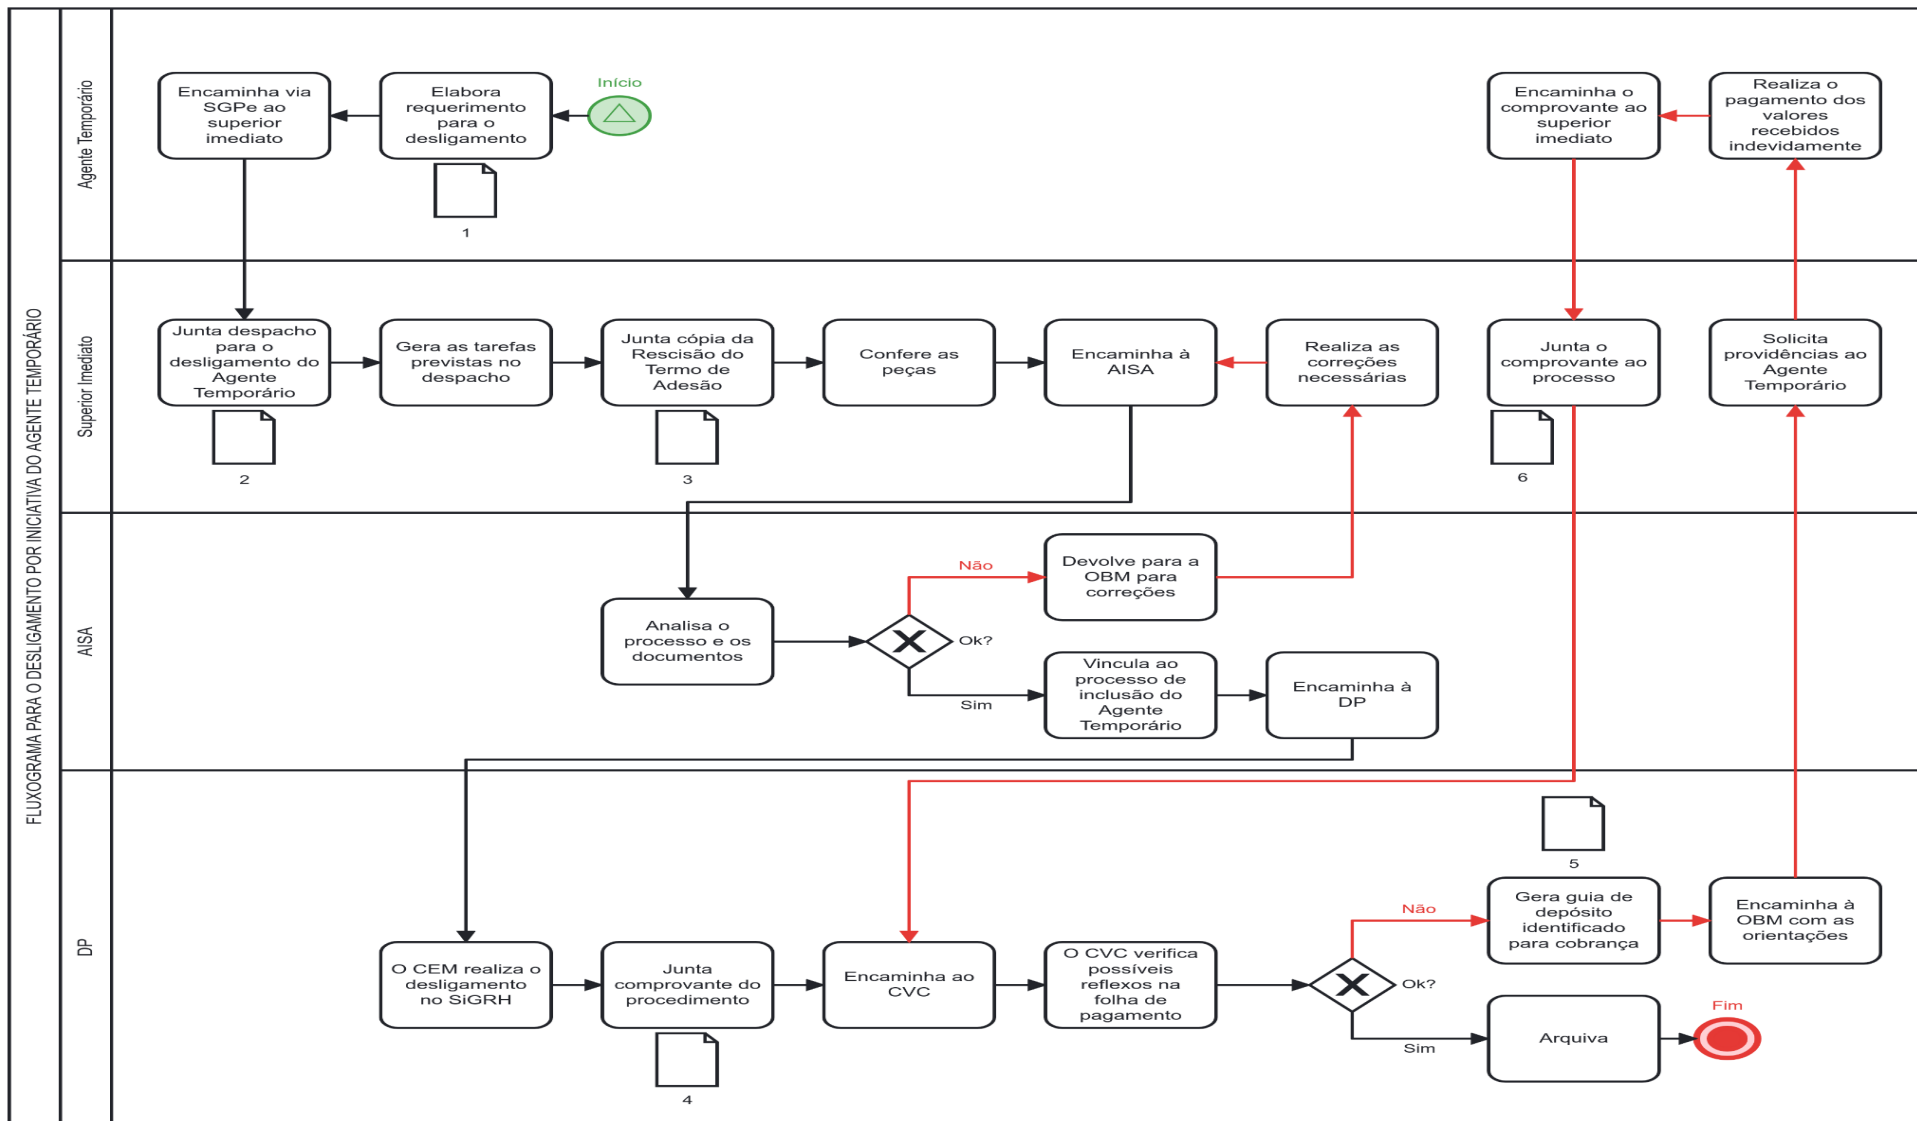 FLUXOGRAMA PARA O DESLIGAMENTO POR INICIATIVA DO AGENTE TEMPORÁRIO
Agente Temporário
Encaminha via
SGPe ao
superior
imediato
Elabora
requerimento
para o
desligamento
Início
1
Encaminha o
comprovante ao
superior
imediato
Realiza o
pagamento dos
valores
recebidos
indevidamente
Superior Imediato
Junta despacho
para o
desligamento do
Agente
Temporário
2
Gera as tarefas
previstas no
despacho
Junta cópia da
Rescisão do
Termo de
Adesão
3
Confere as
peças
Encaminha à
AISA
Realiza as
correções
necessárias
Junta o
comprovante ao
processo
6
Solicita
providências ao
Agente
Temporário
AISA
Analisa o
processo e os
documentos
Ok?
Não
Devolve para a
OBM para
correções
Sim
Vincula ao
processo de
inclusão do
Agente
Temporário
Encaminha à
DP
DP
O CEM realiza o
desligamento
no SiGRH
Junta
comprovante do
procedimento
4
Encaminha ao
CVC
O CVC verifica
possíveis
reflexos na
folha de
pagamento
Ok?
Não
5
Gera guia de
depósito
identificado
para cobrança
Encaminha à
OBM com as
orientações
Sim
Arquiva
Fim